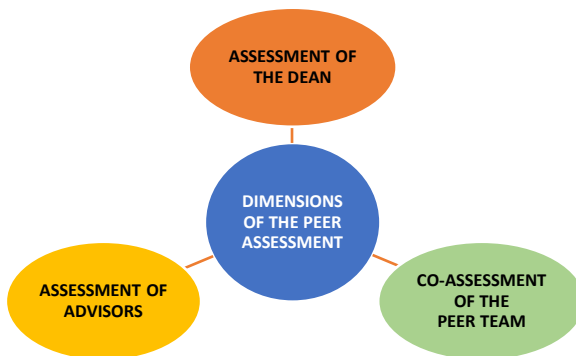 ASSESSMENT OF
THE DEAN
DIMENSIONS
OF THE PEER
ASSESSMENT
ASSESSMENT OF
ADVISORS
CO-ASSESSMENT
OF THE
PEER TEAM